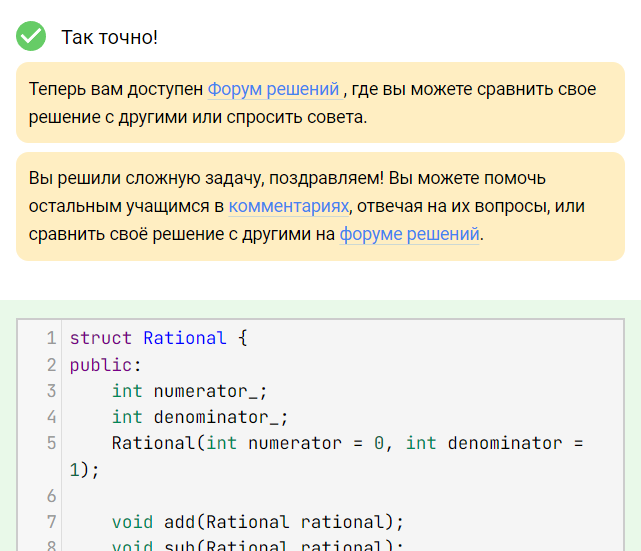 Так точно!
Теперь вам доступен Форум решений , где вы можете сравнить свое
решение с другими или спросить совета.
Вы решили сложную задачу, поздравляем! Вы можете помочь
остальным учащимся в комментариях, отвечая на их вопросы, или
сравнить своё решение с другими на форуме решений.
1 struct Rational {
2 public:
3     int numerator_;
4     int denominator_;
5     Rational(int numerator = 0, int denominator =
1);
6
7     void add(Rational rational);
8     void sub(Rational rational);